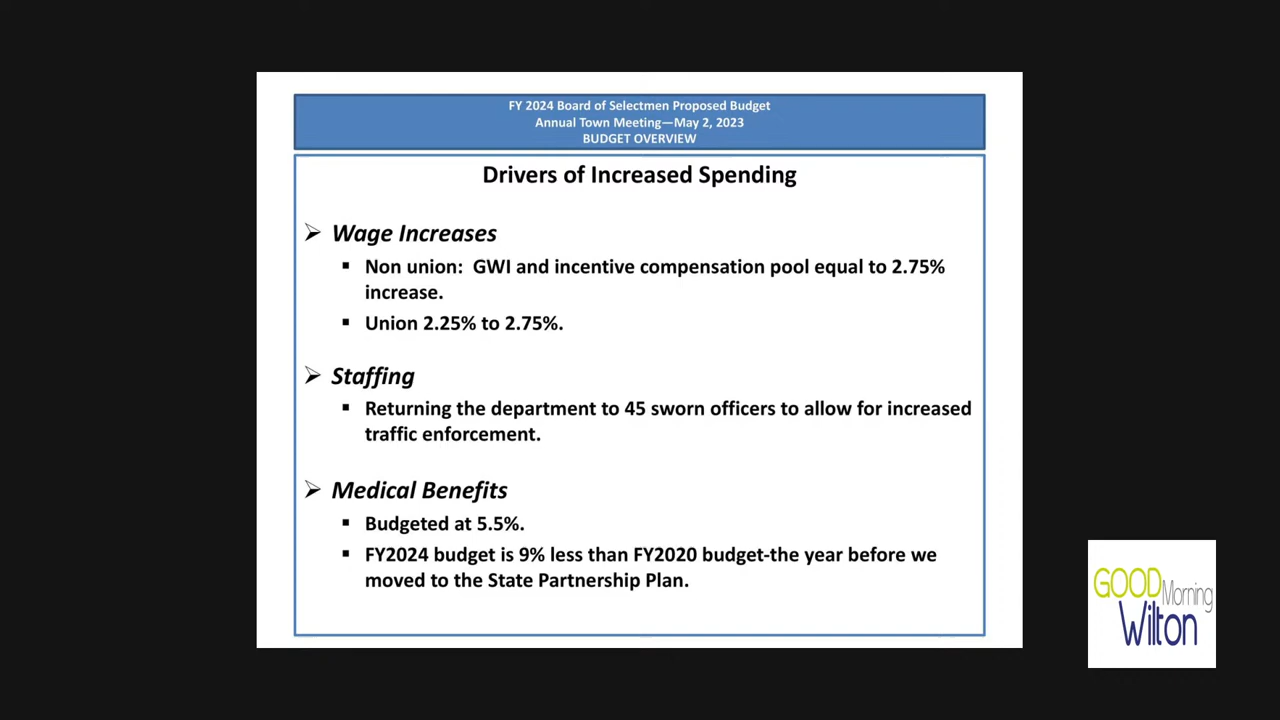 FY 2024 Board of Selectmen Proposed Budget
Annual Town Meeting—May 2, 2023
BUDGET OVERVIEW
Drivers of Increased Spending
Wage Increases
Non union:  GWI and incentive compensation pool equal to 2.75%
increase.
Union 2.25% to 2.75%.
Staffing
Returning the department to 45 sworn officers to allow for increased
traffic enforcement.
Medical Benefits
Budgeted at 5.5%.
FY2024 budget is 9% less than FY2020 budget-the year before we
moved to the State Partnership Plan.
GOOD Morning
Wilton